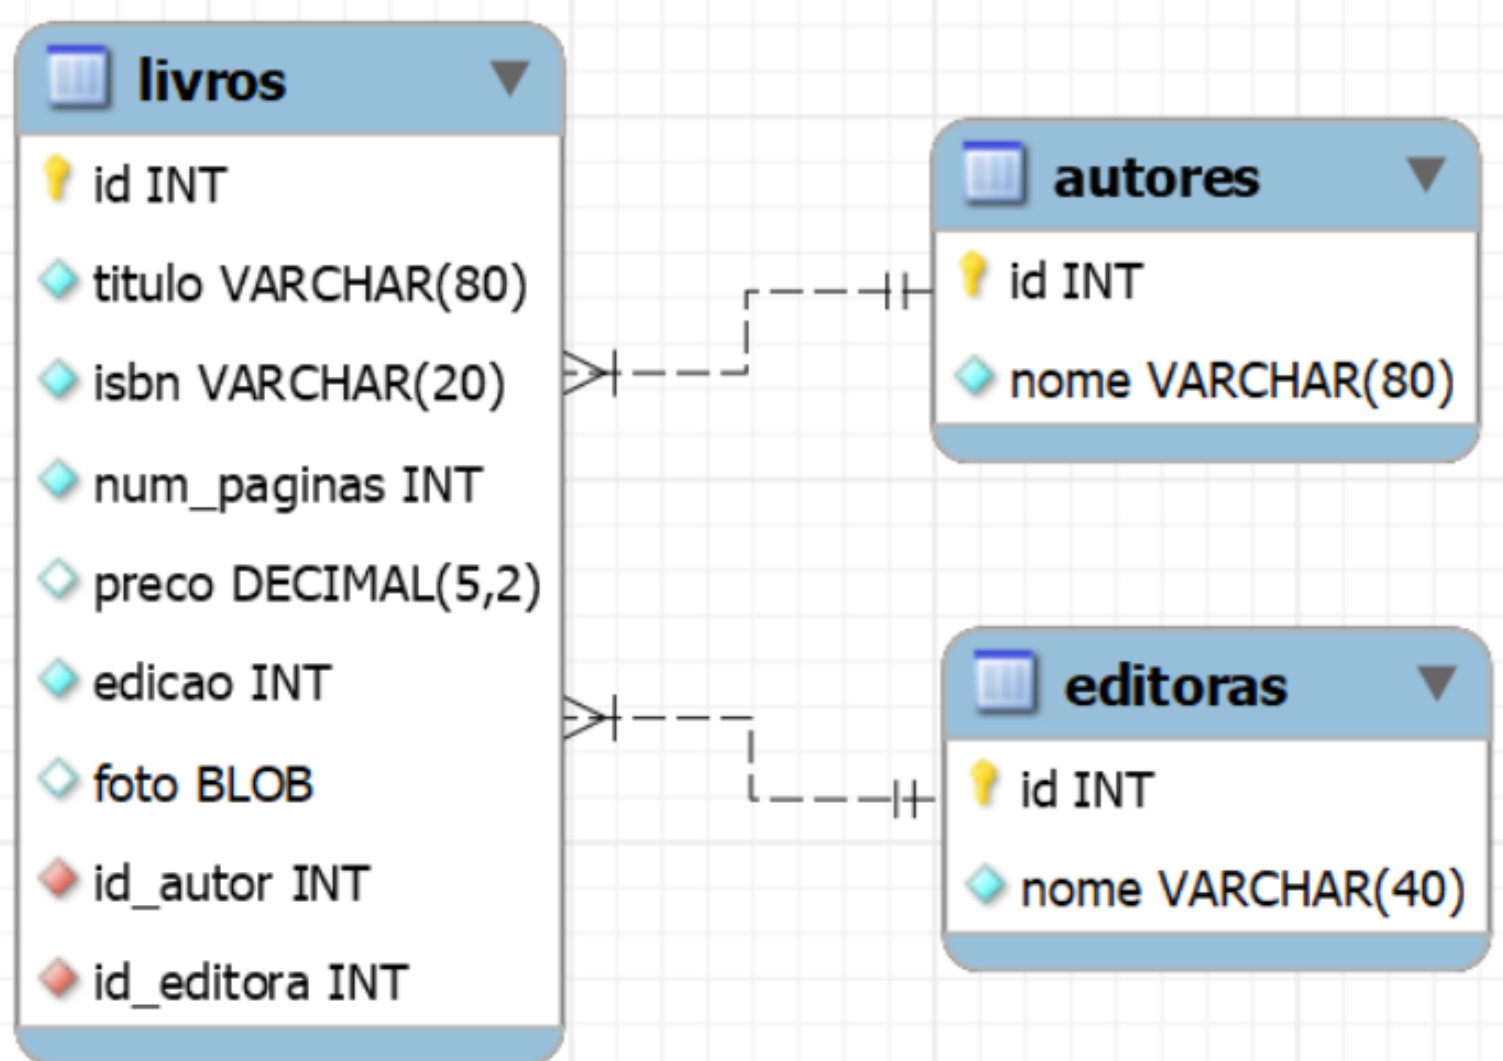 livros
id INT
titulo VARCHAR(80)
isbn VARCHAR(20)
num_paginas INT
preco DECIMAL(5,2)
edicao INT
foto BLOB
id_autor INT
id_editora INT
autores
id INT
nome VARCHAR(80)
editoras
id INT
nome VARCHAR(40)